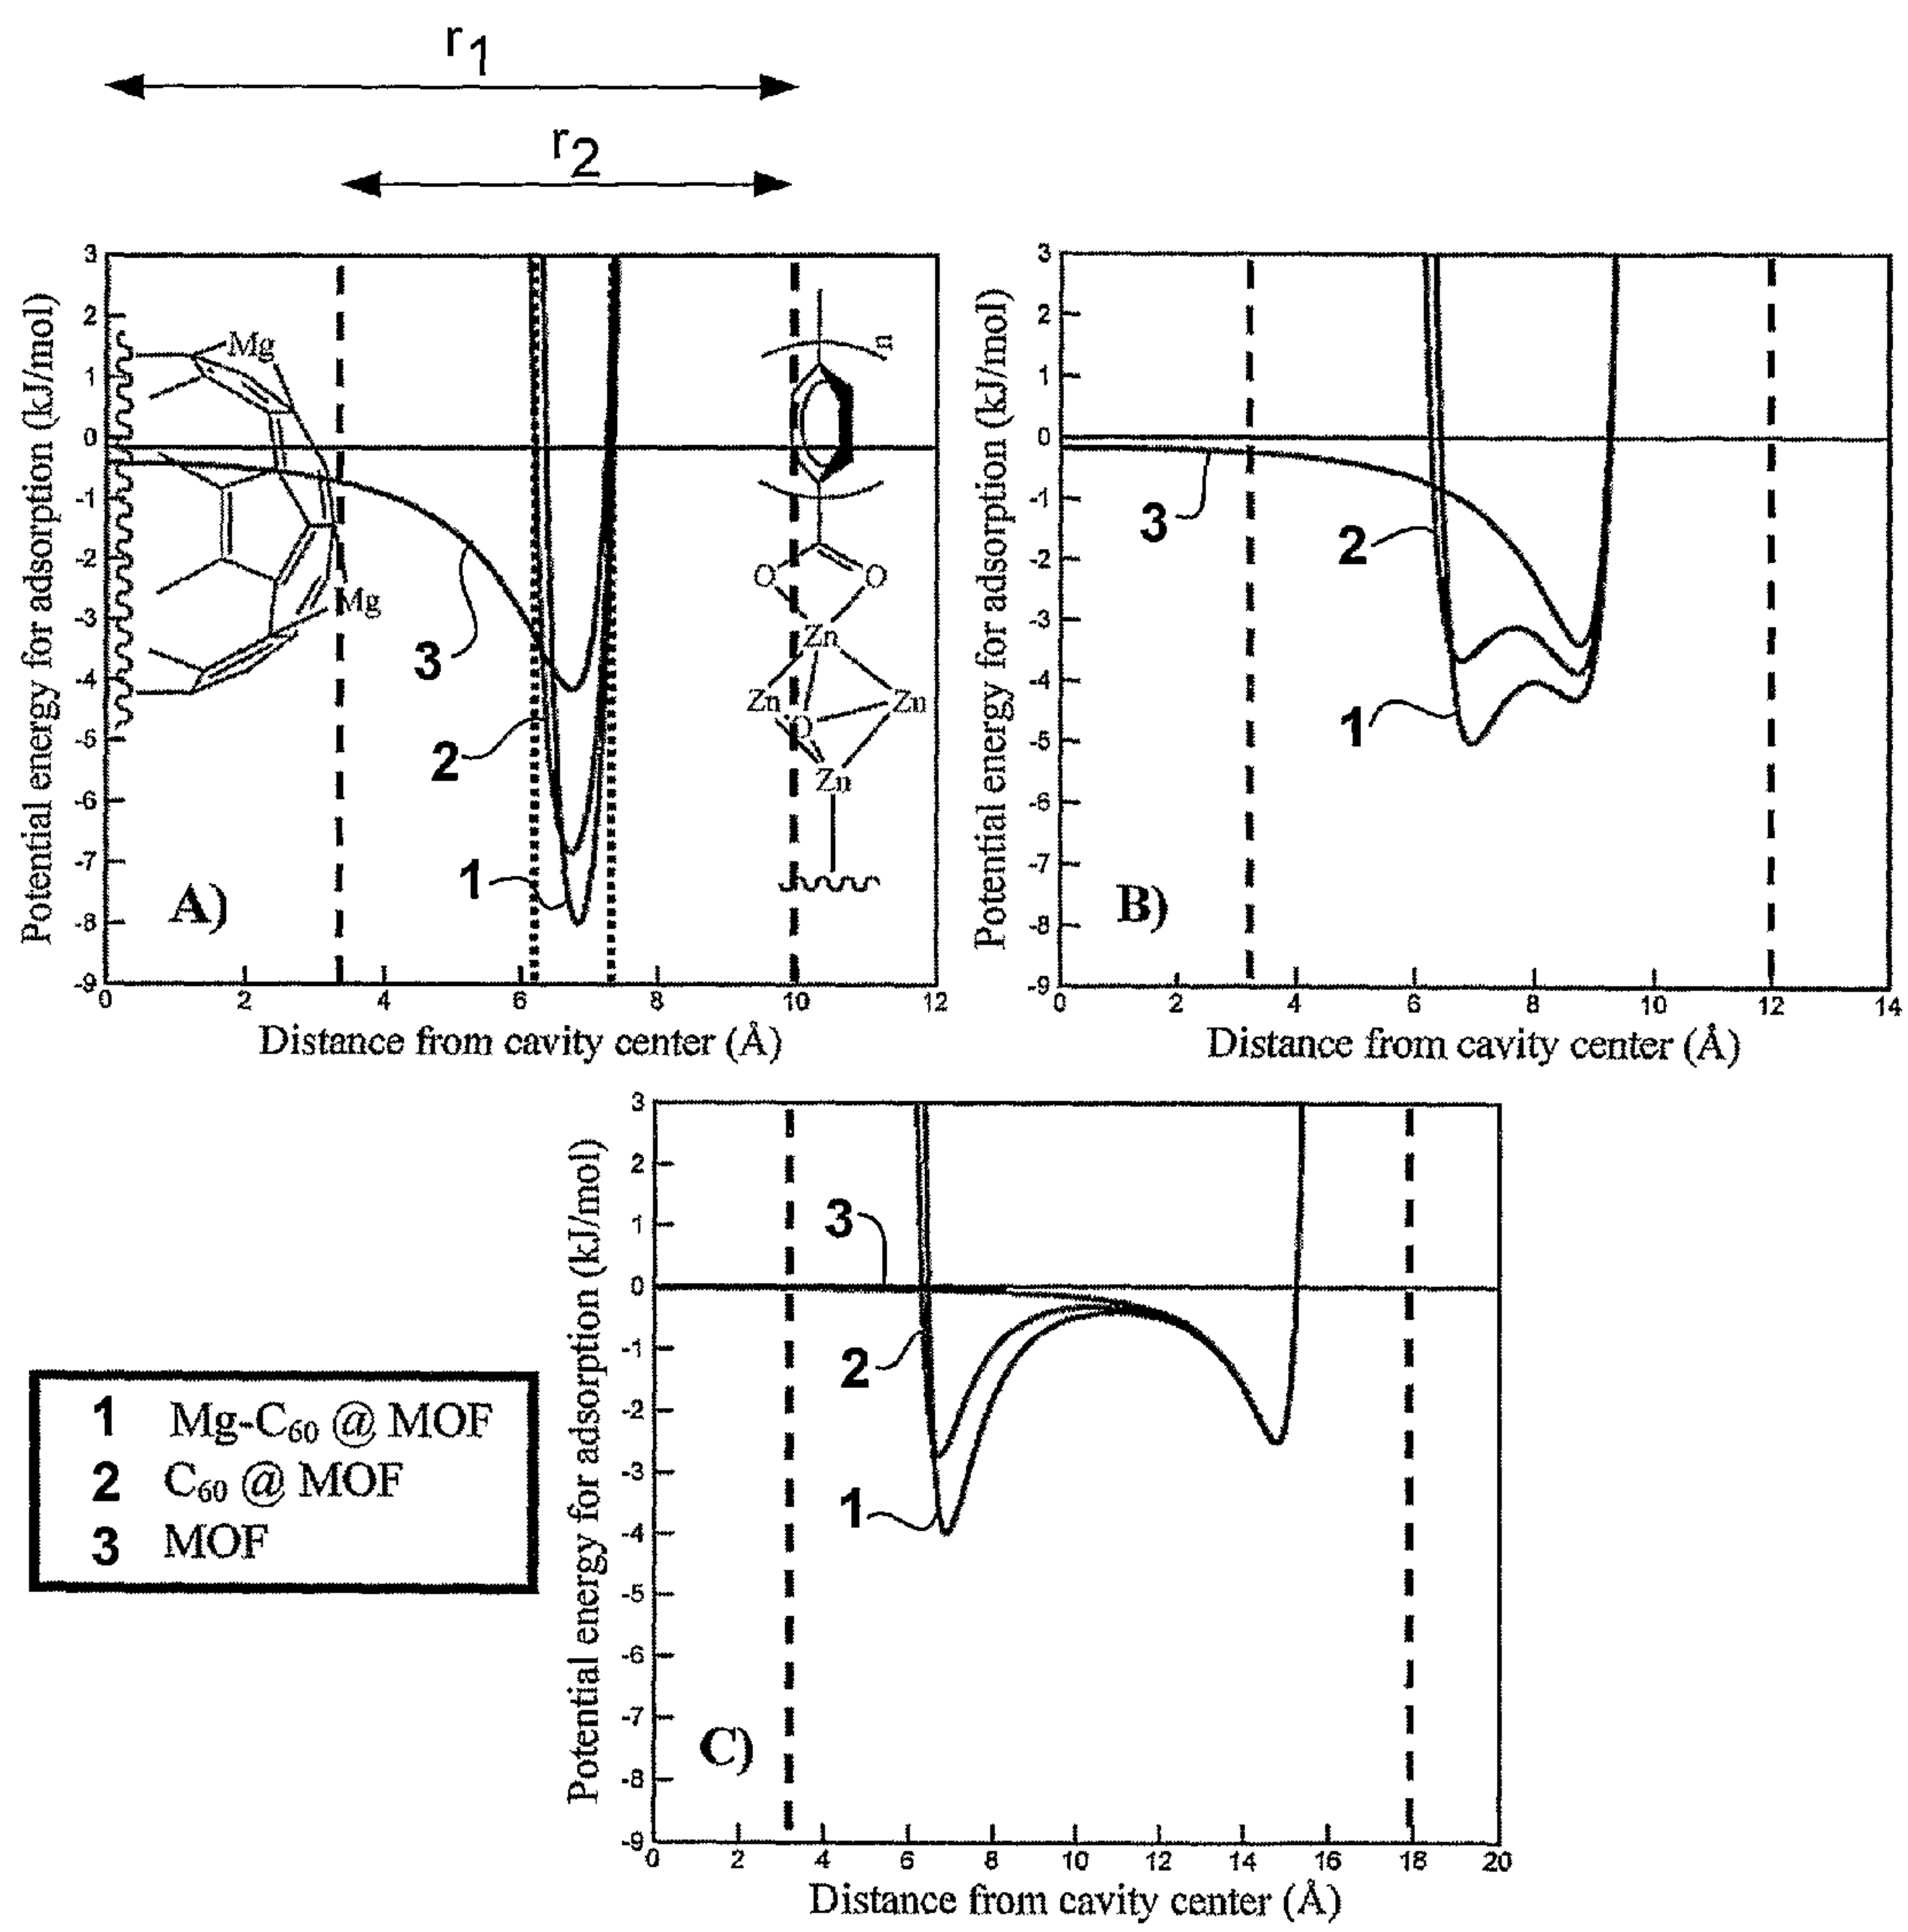 r1
r2
Potential energy for adsorption (kJ/mol)
3
2
1
0
-1
-2
-3
-4
-5
-6
-7
-8
-9
Mg
Mg
n
O O
Zn
Zn O Zn
Zn
3
2
1
A)
0 2 4 6 8 10 12
Distance from cavity center (Å)
Potential energy for adsorption (kJ/mol)
3
2
1
0
-1
-2
-3
-4
-5
-6
-7
-8
-9
3
2
1
B)
0 2 4 6 8 10 12 14
Distance from cavity center (Å)
Potential energy for adsorption (kJ/mol)
3
2
1
0
-1
-2
-3
-4
-5
-6
-7
-8
-9
3
2
1
C)
0 2 4 6 8 10 12 14 16 18 20
Distance from cavity center (Å)
1 Mg-C60 @ MOF
2 C60 @ MOF
3 MOF